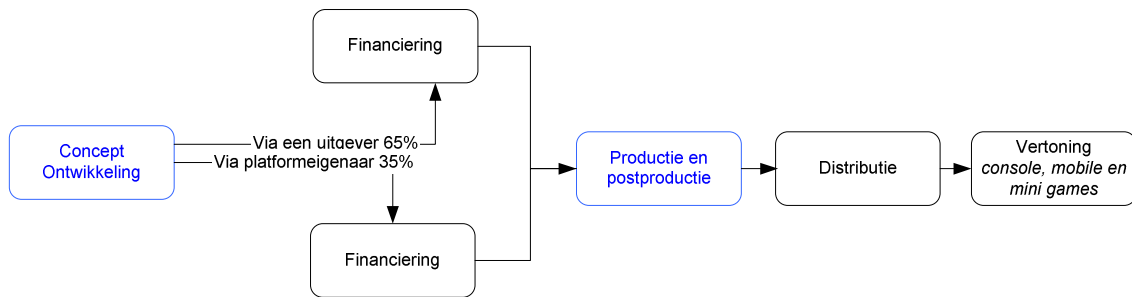 Financiering
Via een uitgever 65%
Via platformeigenaar 35%
Concept
Ontwikkeling
Financiering
Productie en
postproductie
Distributie
Vertoning
console, mobile en
mini games